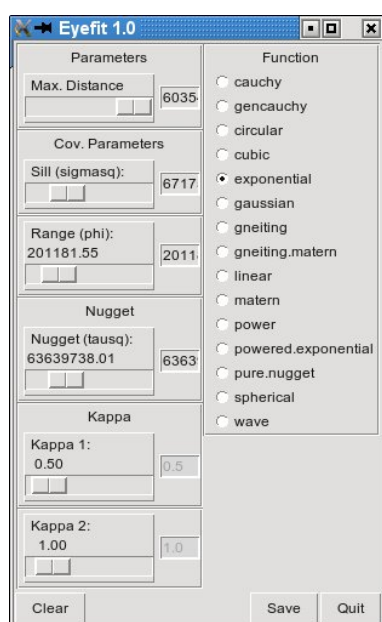 Eyefit 1.0
Parameters
Max. Distance
6035
Cov. Parameters
Sill (sigmasq):
6717
Range (phi):
201181.55
2011
Nugget
Nugget (tausq):
63639738.01
6363
Kappa
Kappa 1:
0.50
0.5
Kappa 2:
1.00
1.0
Function
cauchy
gencauchy
circular
cubic
exponential
gaussian
gneiting
gneiting.matern
linear
matern
power
powered.exponential
pure.nugget
spherical
wave
Clear
Save
Quit